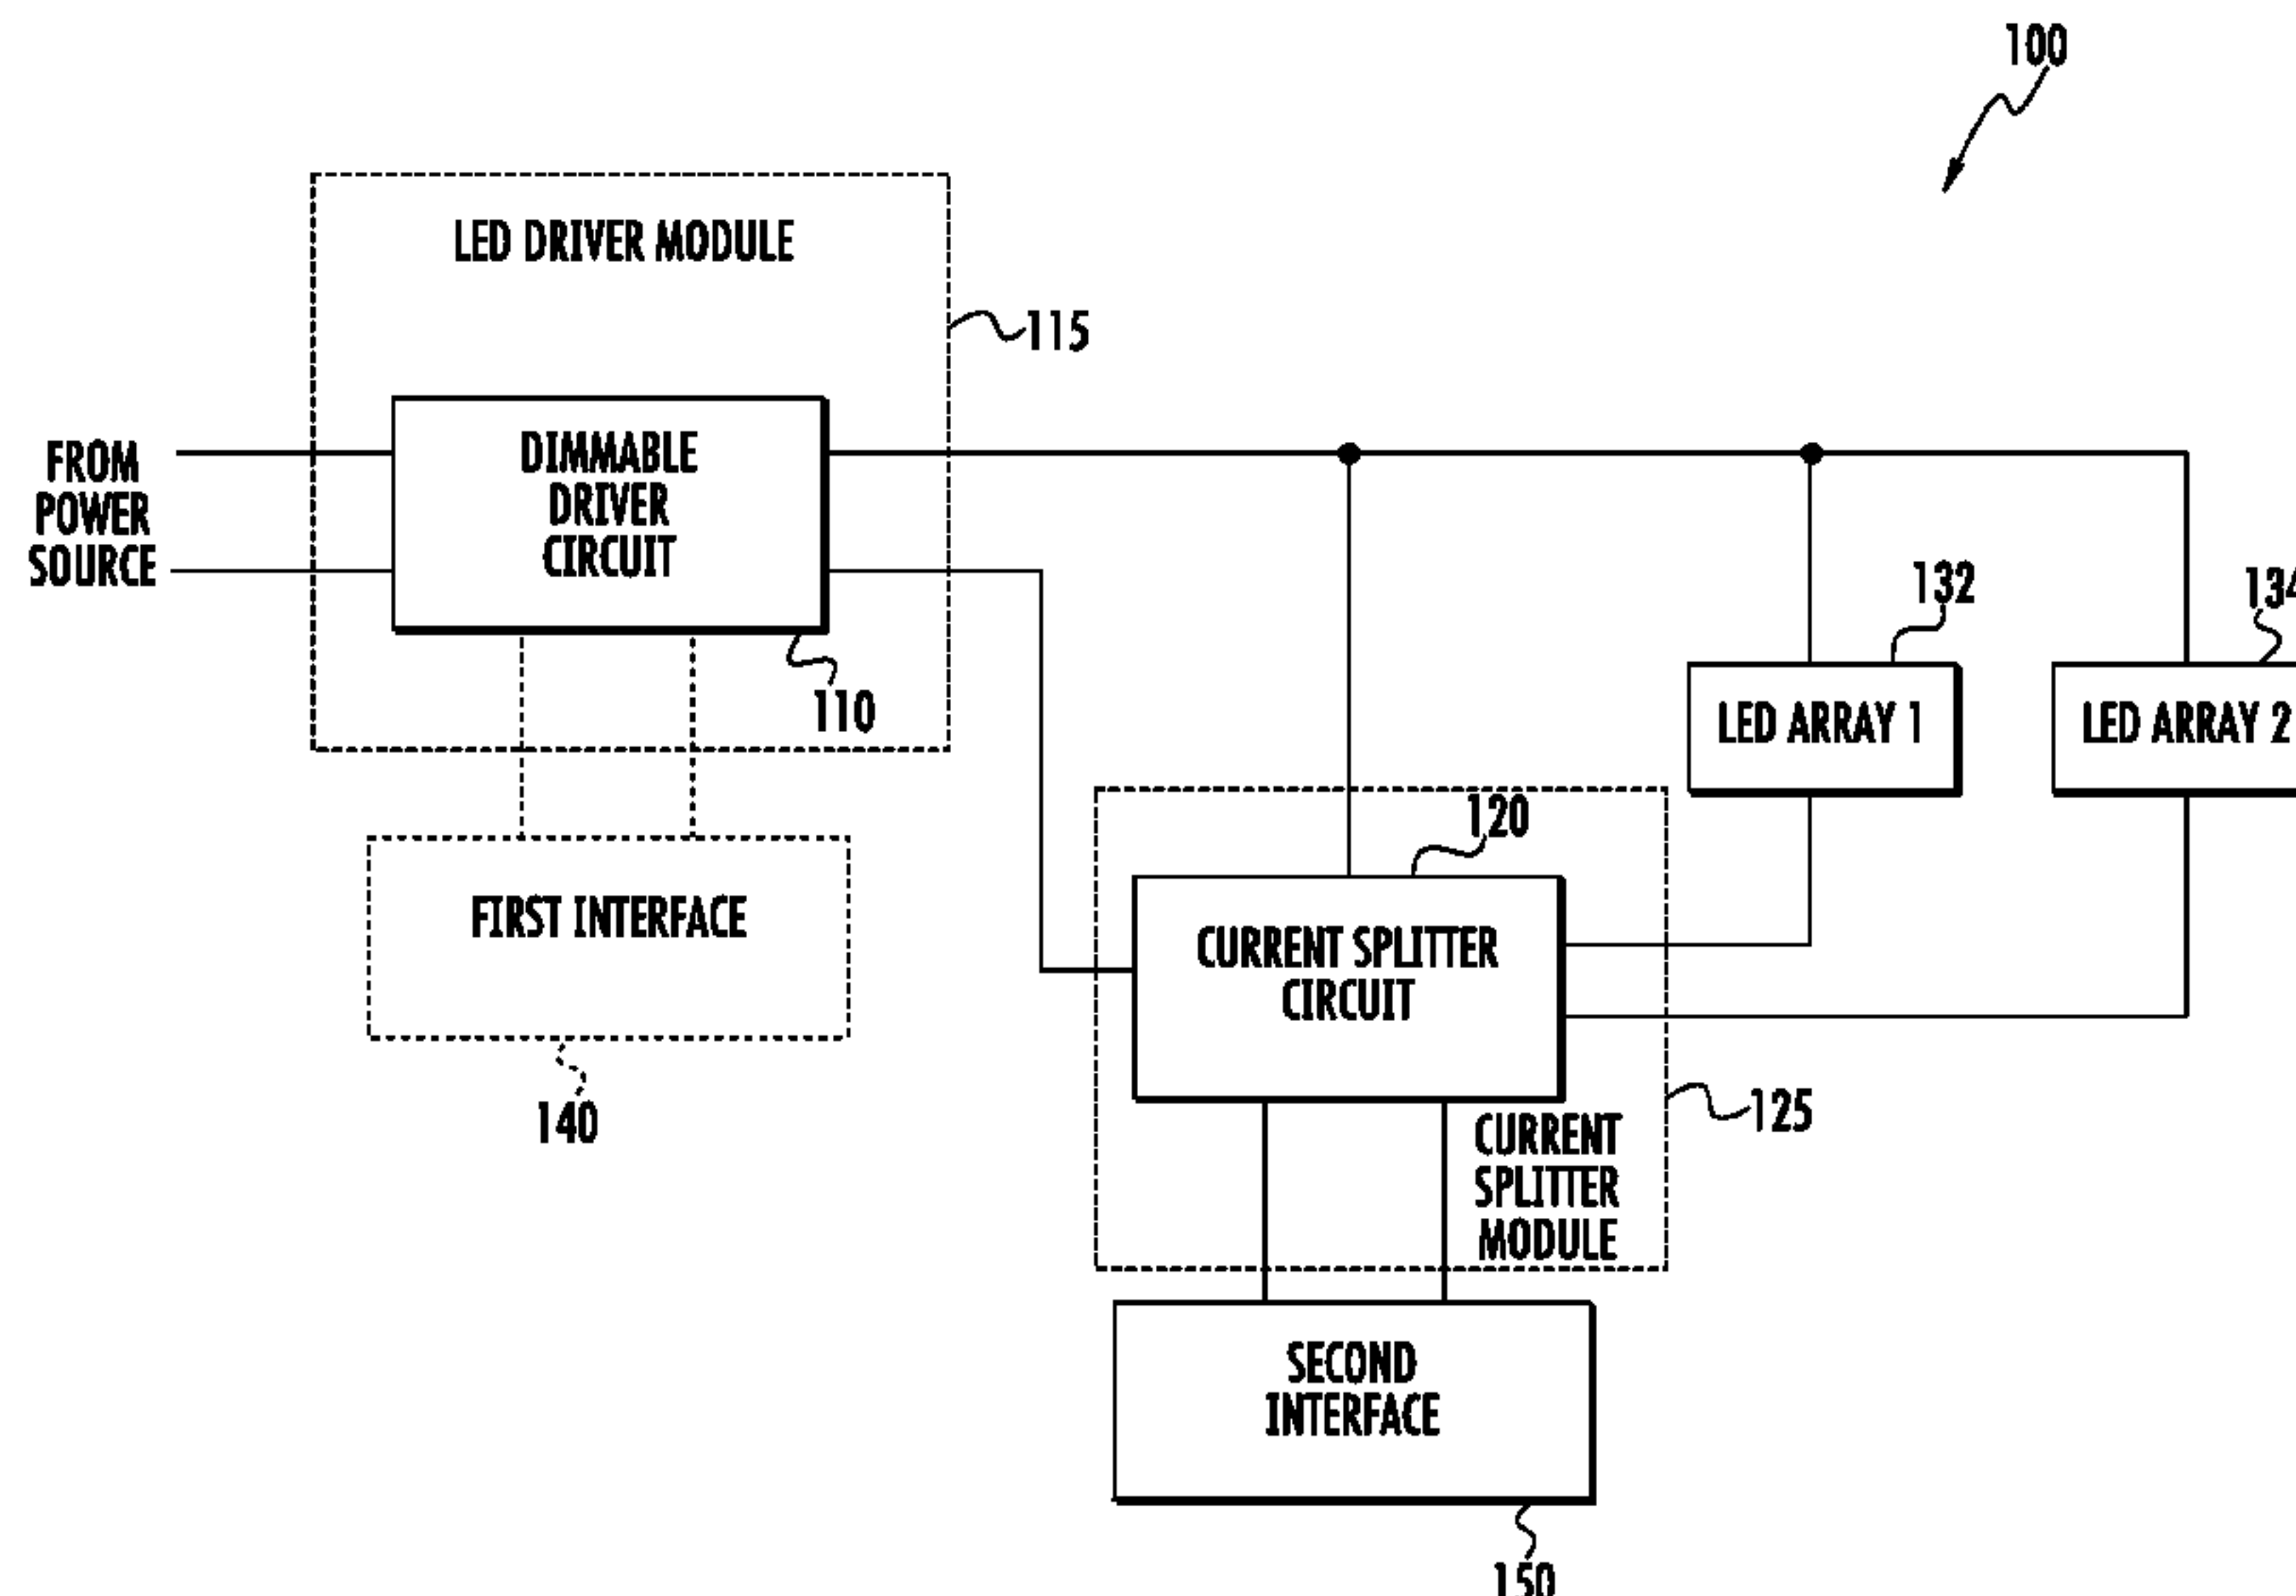 100
LED DRIVER MODULE
115
FROM
POWER
SOURCE
DIMMABLE
DRIVER
CIRCUIT
110
132
134
LED ARRAY 1
LED ARRAY 2
120
FIRST INTERFACE
140
CURRENT SPLITTER
CIRCUIT
125
CURRENT
SPLITTER
MODULE
SECOND
INTERFACE
150